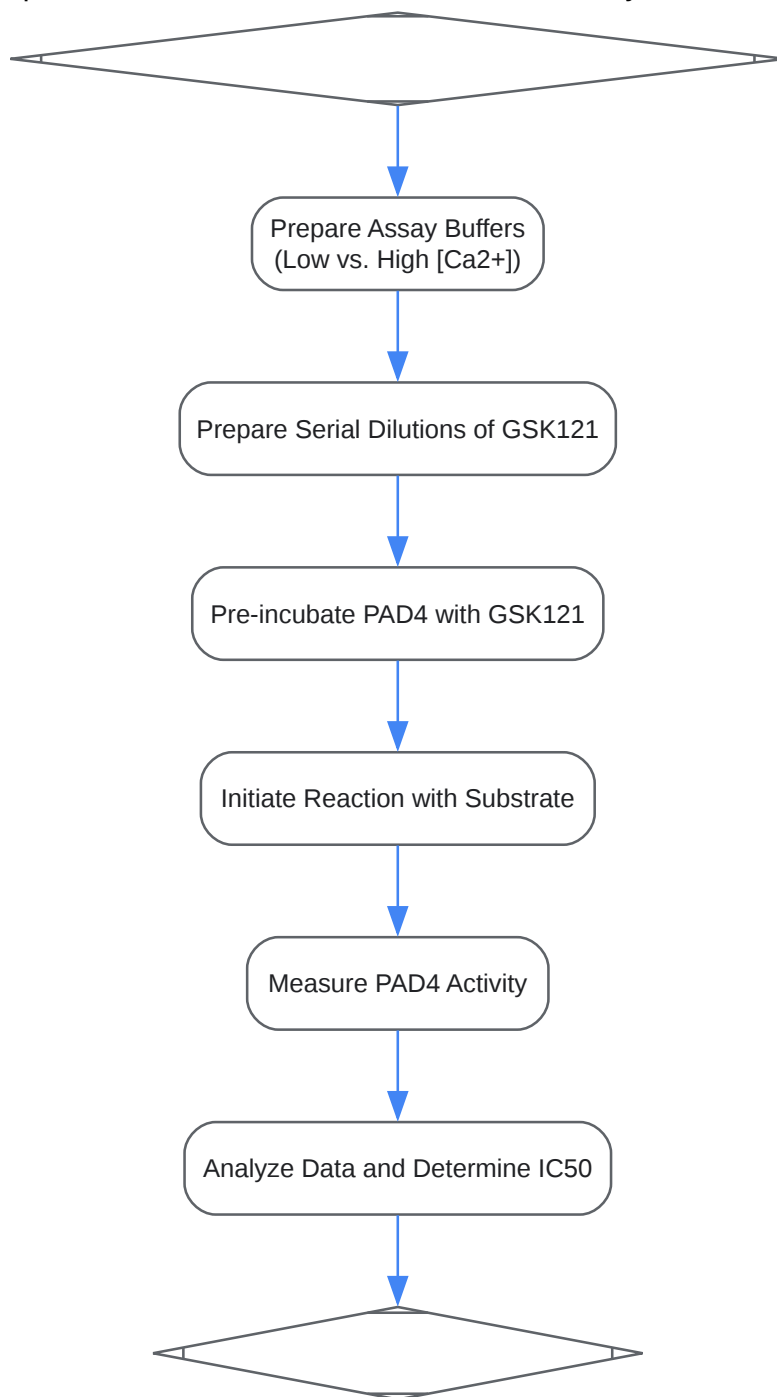 Prepare Assay Buffers
(Low vs. High [Ca2+])
Prepare Serial Dilutions of GSK121
Pre-incubate PAD4 with GSK121
Initiate Reaction with Substrate
Measure PAD4 Activity
Analyze Data and Determine IC50